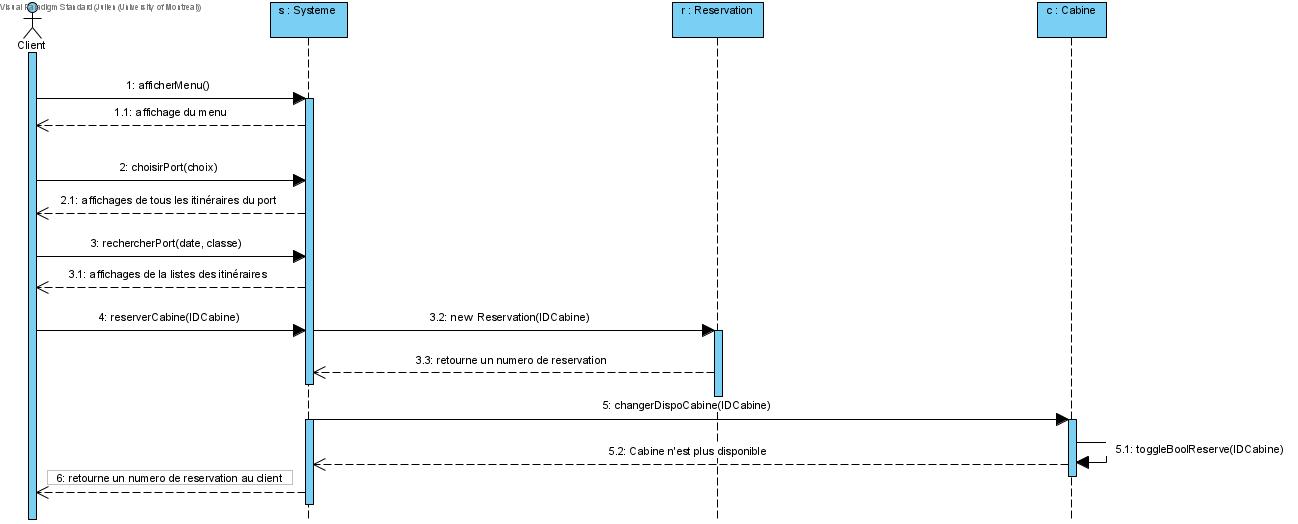 Visual Paradigm Standard (Julien (University of Montreal))
s : Systeme
r : Reservation
c : Cabine
Client
1: afficherMenu()
1.1: affichage du menu
2: choisirPort(choix)
2.1: affichages de tous les itinéraires du port
3: rechercherPort(date, classe)
3.1: affichages de la listes des itinéraires
4: reserverCabine(IDCabine)
3.2: new Reservation(IDCabine)
3.3: retourne un numero de reservation
5: changerDispoCabine(IDCabine)
5.1: toggleBoolReserve(IDCabine)
5.2: Cabine n'est plus disponible
6: retourne un numero de reservation au client